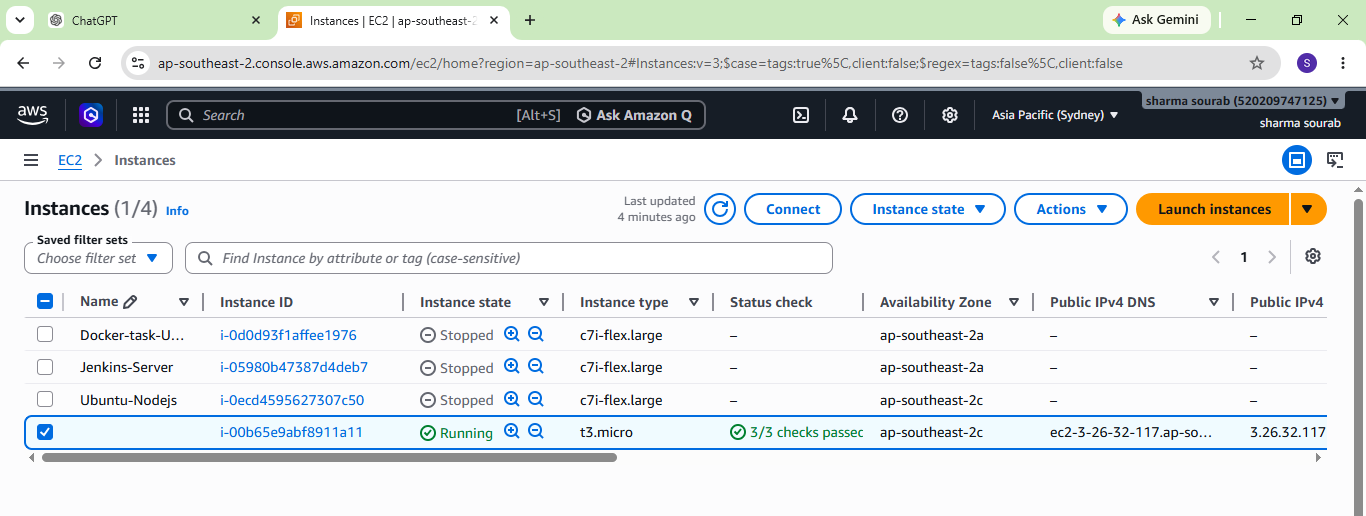 ChatGPT
Instances | EC2 | ap-southeast-2
Ask Gemini
ap-southeast-2.console.aws.amazon.com/ec2/home?region=ap-southeast-2#Instances:v=3;$case=tags:true%5C,client:false;$regex=tags:false%5C,client:false
S
aws
Search
[Alt+S]
Ask Amazon Q
Asia Pacific (Sydney)
sharma sourab (520209747125)
sharma sourab
EC2
Instances
Instances (1/4) Info
Last updated
4 minutes ago
Connect
Instance state
Actions
Launch instances
Saved filter sets
Choose filter set
Find Instance by attribute or tag (case-sensitive)
1
Name Instance ID Instance state Instance type Status check Availability Zone Public IPv4 DNS Public IPv4
Docker-task-U... i-0d0d93f1affee1976 Stopped c7i-flex.large – ap-southeast-2a – –
Jenkins-Server i-05980b47387d4deb7 Stopped c7i-flex.large – ap-southeast-2a – –
Ubuntu-Nodejs i-0ecd4595627307c50 Stopped c7i-flex.large – ap-southeast-2c – –
i-00b65e9abf8911a11 Running t3.micro 3/3 checks passed ap-southeast-2c ec2-3-26-32-117.ap-so... 3.26.32.117